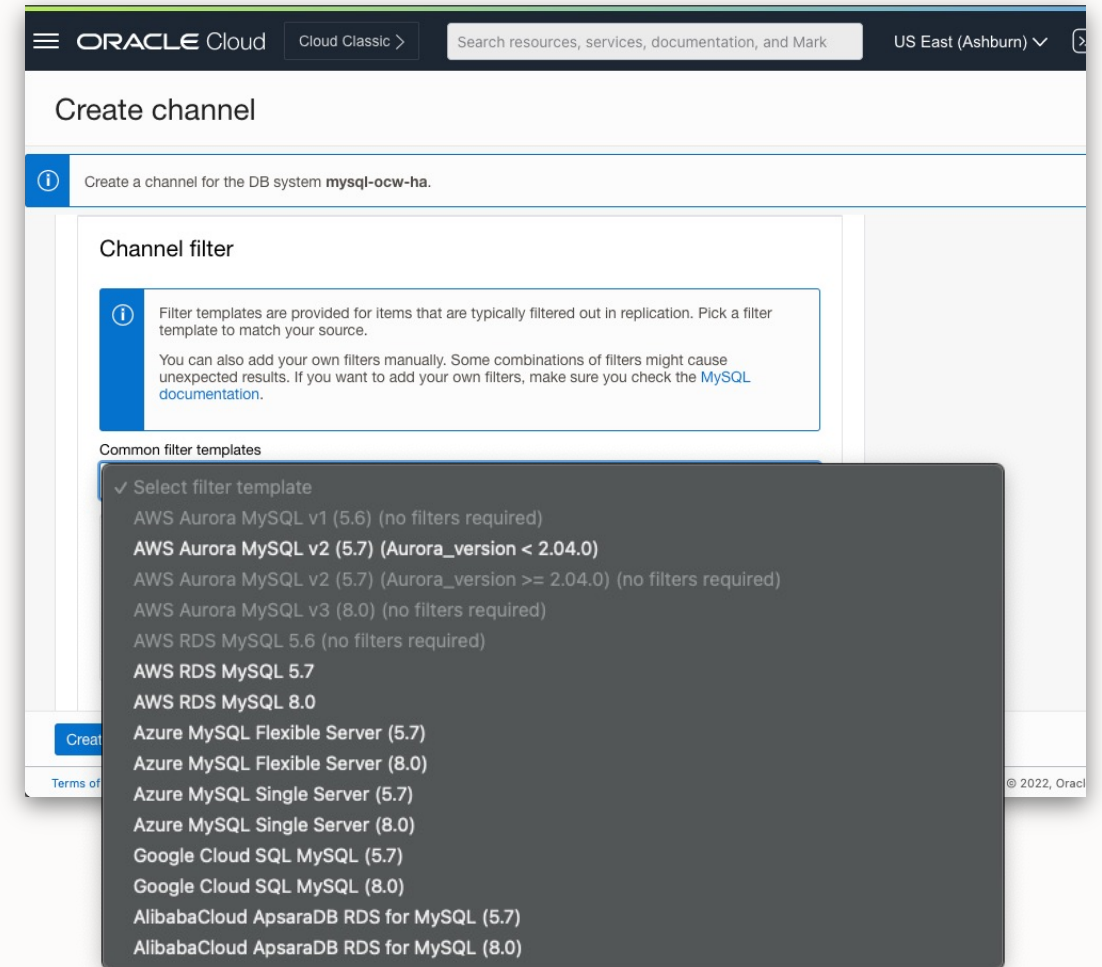 ORACLE Cloud
Cloud Classic >
Search resources, services, documentation, and Mark
US East (Ashburn)
Create channel
Create a channel for the DB system mysql-ocw-ha.
Channel filter
Filter templates are provided for items that are typically filtered out in replication. Pick a filter
template to match your source.
You can also add your own filters manually. Some combinations of filters might cause
unexpected results. If you want to add your own filters, make sure you check the MySQL
documentation.
Common filter templates
✓ Select filter template
AWS Aurora MySQL v1 (5.6) (no filters required)
AWS Aurora MySQL v2 (5.7) (Aurora_version < 2.04.0)
AWS Aurora MySQL v2 (5.7) (Aurora_version >= 2.04.0) (no filters required)
AWS Aurora MySQL v3 (8.0) (no filters required)
AWS RDS MySQL 5.6 (no filters required)
AWS RDS MySQL 5.7
AWS RDS MySQL 8.0
Azure MySQL Flexible Server (5.7)
Azure MySQL Flexible Server (8.0)
Azure MySQL Single Server (5.7)
Azure MySQL Single Server (8.0)
Google Cloud SQL MySQL (5.7)
Google Cloud SQL MySQL (8.0)
AlibabaCloud ApsaraDB RDS for MySQL (5.7)
AlibabaCloud ApsaraDB RDS for MySQL (8.0)
Creat
Terms of
© 2022, Oracl